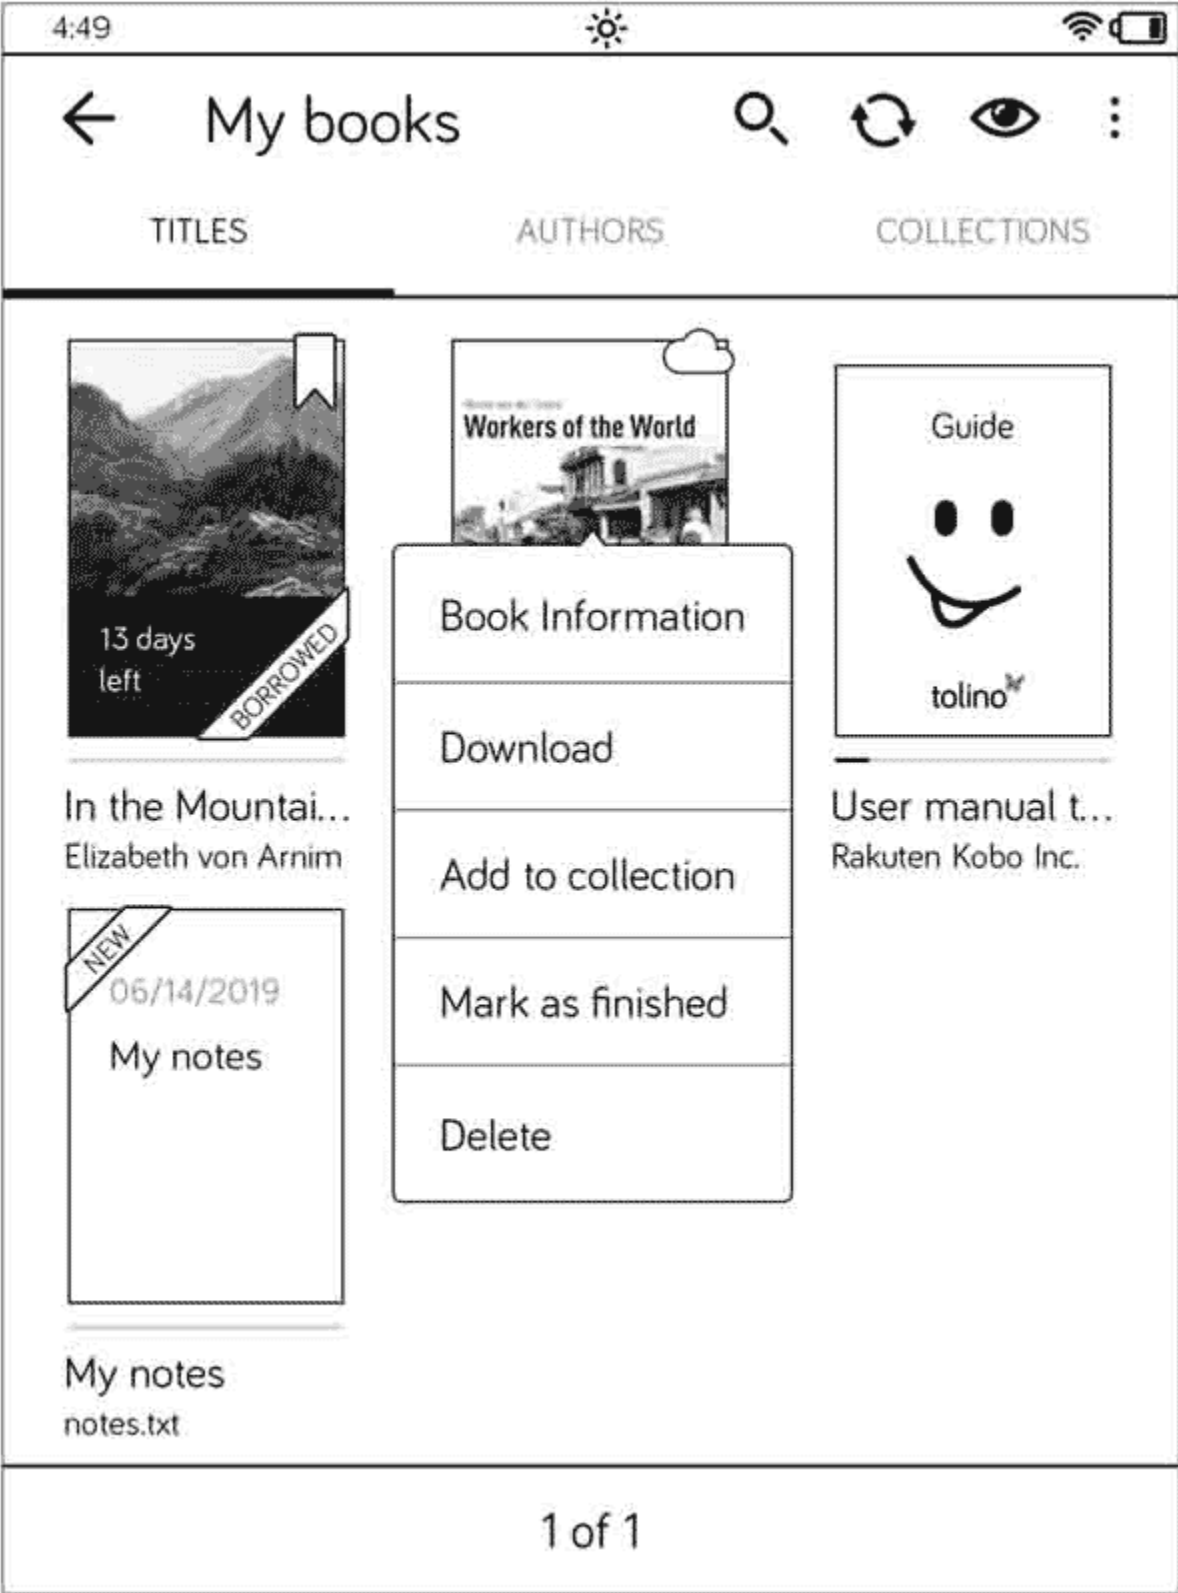 4:49
My books
TITLES
AUTHORS
COLLECTIONS
13 days
left
BORROWED
In the Mountai...
Elizabeth von Arnim
Workers of the World
Book Information
Download
Add to collection
Mark as finished
Delete
Guide
tolino
User manual t...
Rakuten Kobo Inc.
NEW
06/14/2019
My notes
My notes
notes.txt
1 of 1